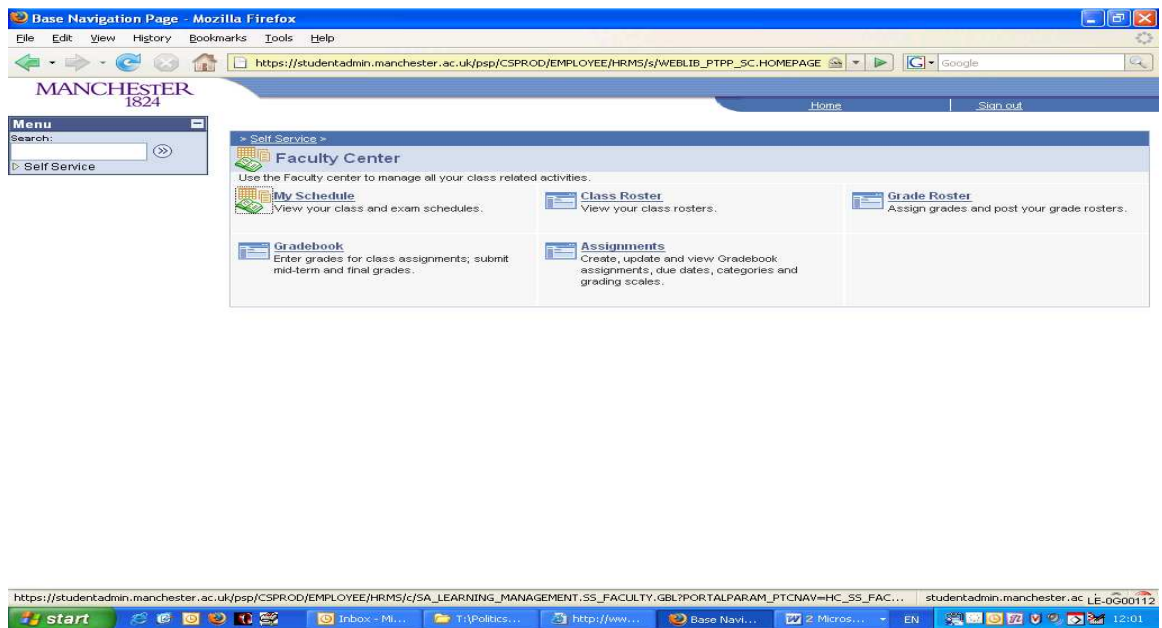 Base Navigation Page - Mozilla Firefox
File Edit View History Bookmarks Tools Help
https://studentadmin.manchester.ac.uk/psp/CSPROD/EMPLOYEE/HRMS/s/WEBLIB_PTPP_SC.HOMEPAGE
Google
MANCHESTER
1824
Home
Sign out
Menu
Search:
Self Service
> Self Service >
Faculty Center
Use the Faculty center to manage all your class related activities.
My Schedule
View your class and exam schedules.
Class Roster
View your class rosters.
Grade Roster
Assign grades and post your grade rosters.
Gradebook
Enter grades for class assignments; submit
mid-term and final grades.
Assignments
Create, update and view Gradebook
assignments, due dates, categories and
grading scales.
https://studentadmin.manchester.ac.uk/psp/CSPROD/EMPLOYEE/HRMS/c/SA_LEARNING_MANAGEMENT.SS_FACULTY.GBL?PORTALPARAM_PTCNAV=HC_SS_FAC...
studentadmin.manchester.ac
LE-0G00112
start
Inbox - Mi...
T:\Politics...
http://ww...
Base Navi...
2 Micros...
EN
12:01